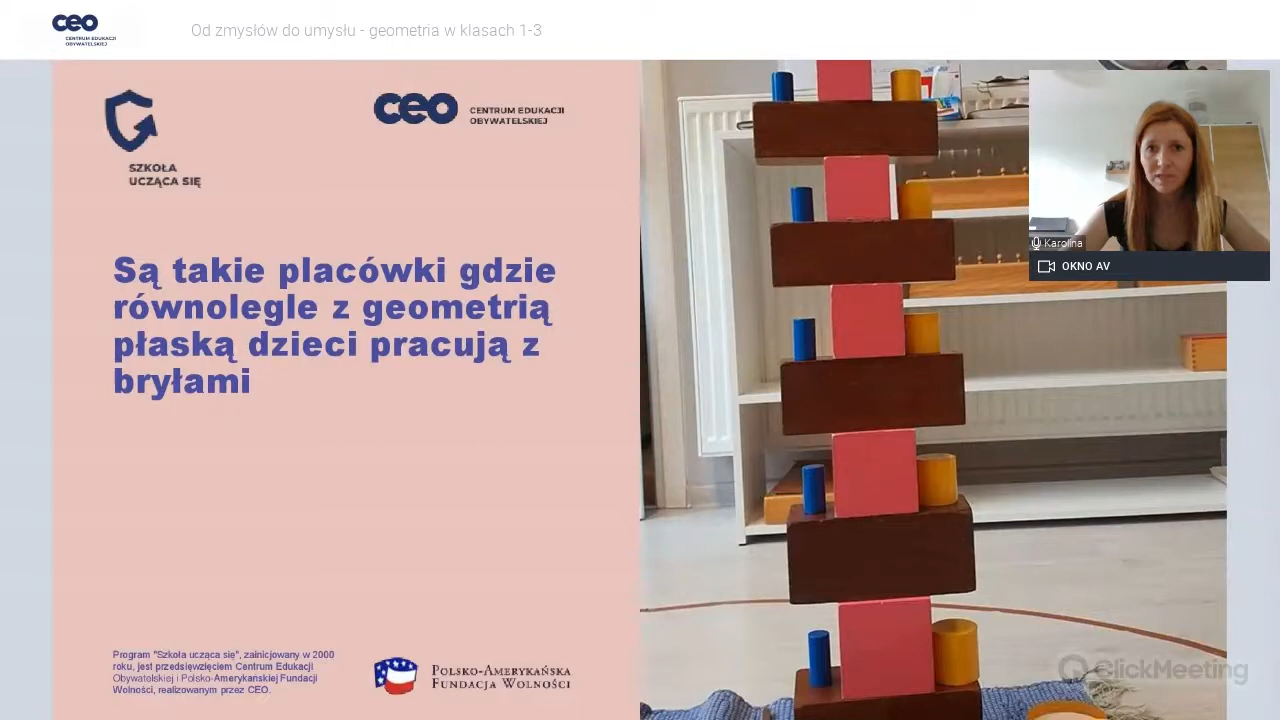 ceo
CENTRUM EDUKACJI
OBYWATELSKIEJ
Od zmysłów do umysłu - geometria w klasach 1-3
SZKOŁA
UCZĄCA SIĘ
ceo
CENTRUM EDUKACJI
OBYWATELSKIEJ
Są takie placówki gdzie
równolegle z geometrią
płaską dzieci pracują z
bryłami
Program "Szkoła ucząca się", zainicjowany w 2000
roku, jest przedsięwzięciem Centrum Edukacji
Obywatelskiej i Polsko-Amerykańskiej Fundacji
Wolności, realizowanym przez CEO.
POLSKO-AMERYKAŃSKA
FUNDACJA WOLNOŚCI
Karolina
OKNO AV
ClickMeeting